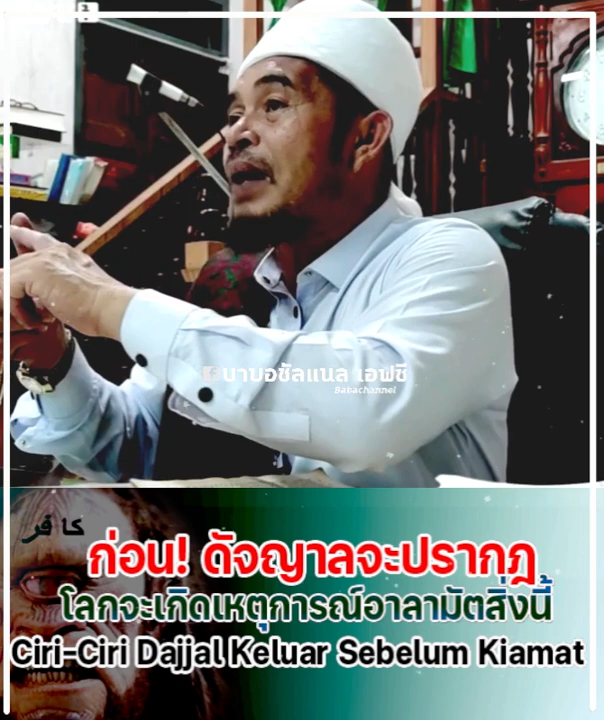 บาบอชัลแนล เอฟซี
Babachannel
كافر
ก่อน! ดัจญาลจะปรากฎ
โลกจะเกิดเหตุการณ์อาลามัตสิ่งนี้
Ciri-Ciri Dajjal Keluar Sebelum Kiamat